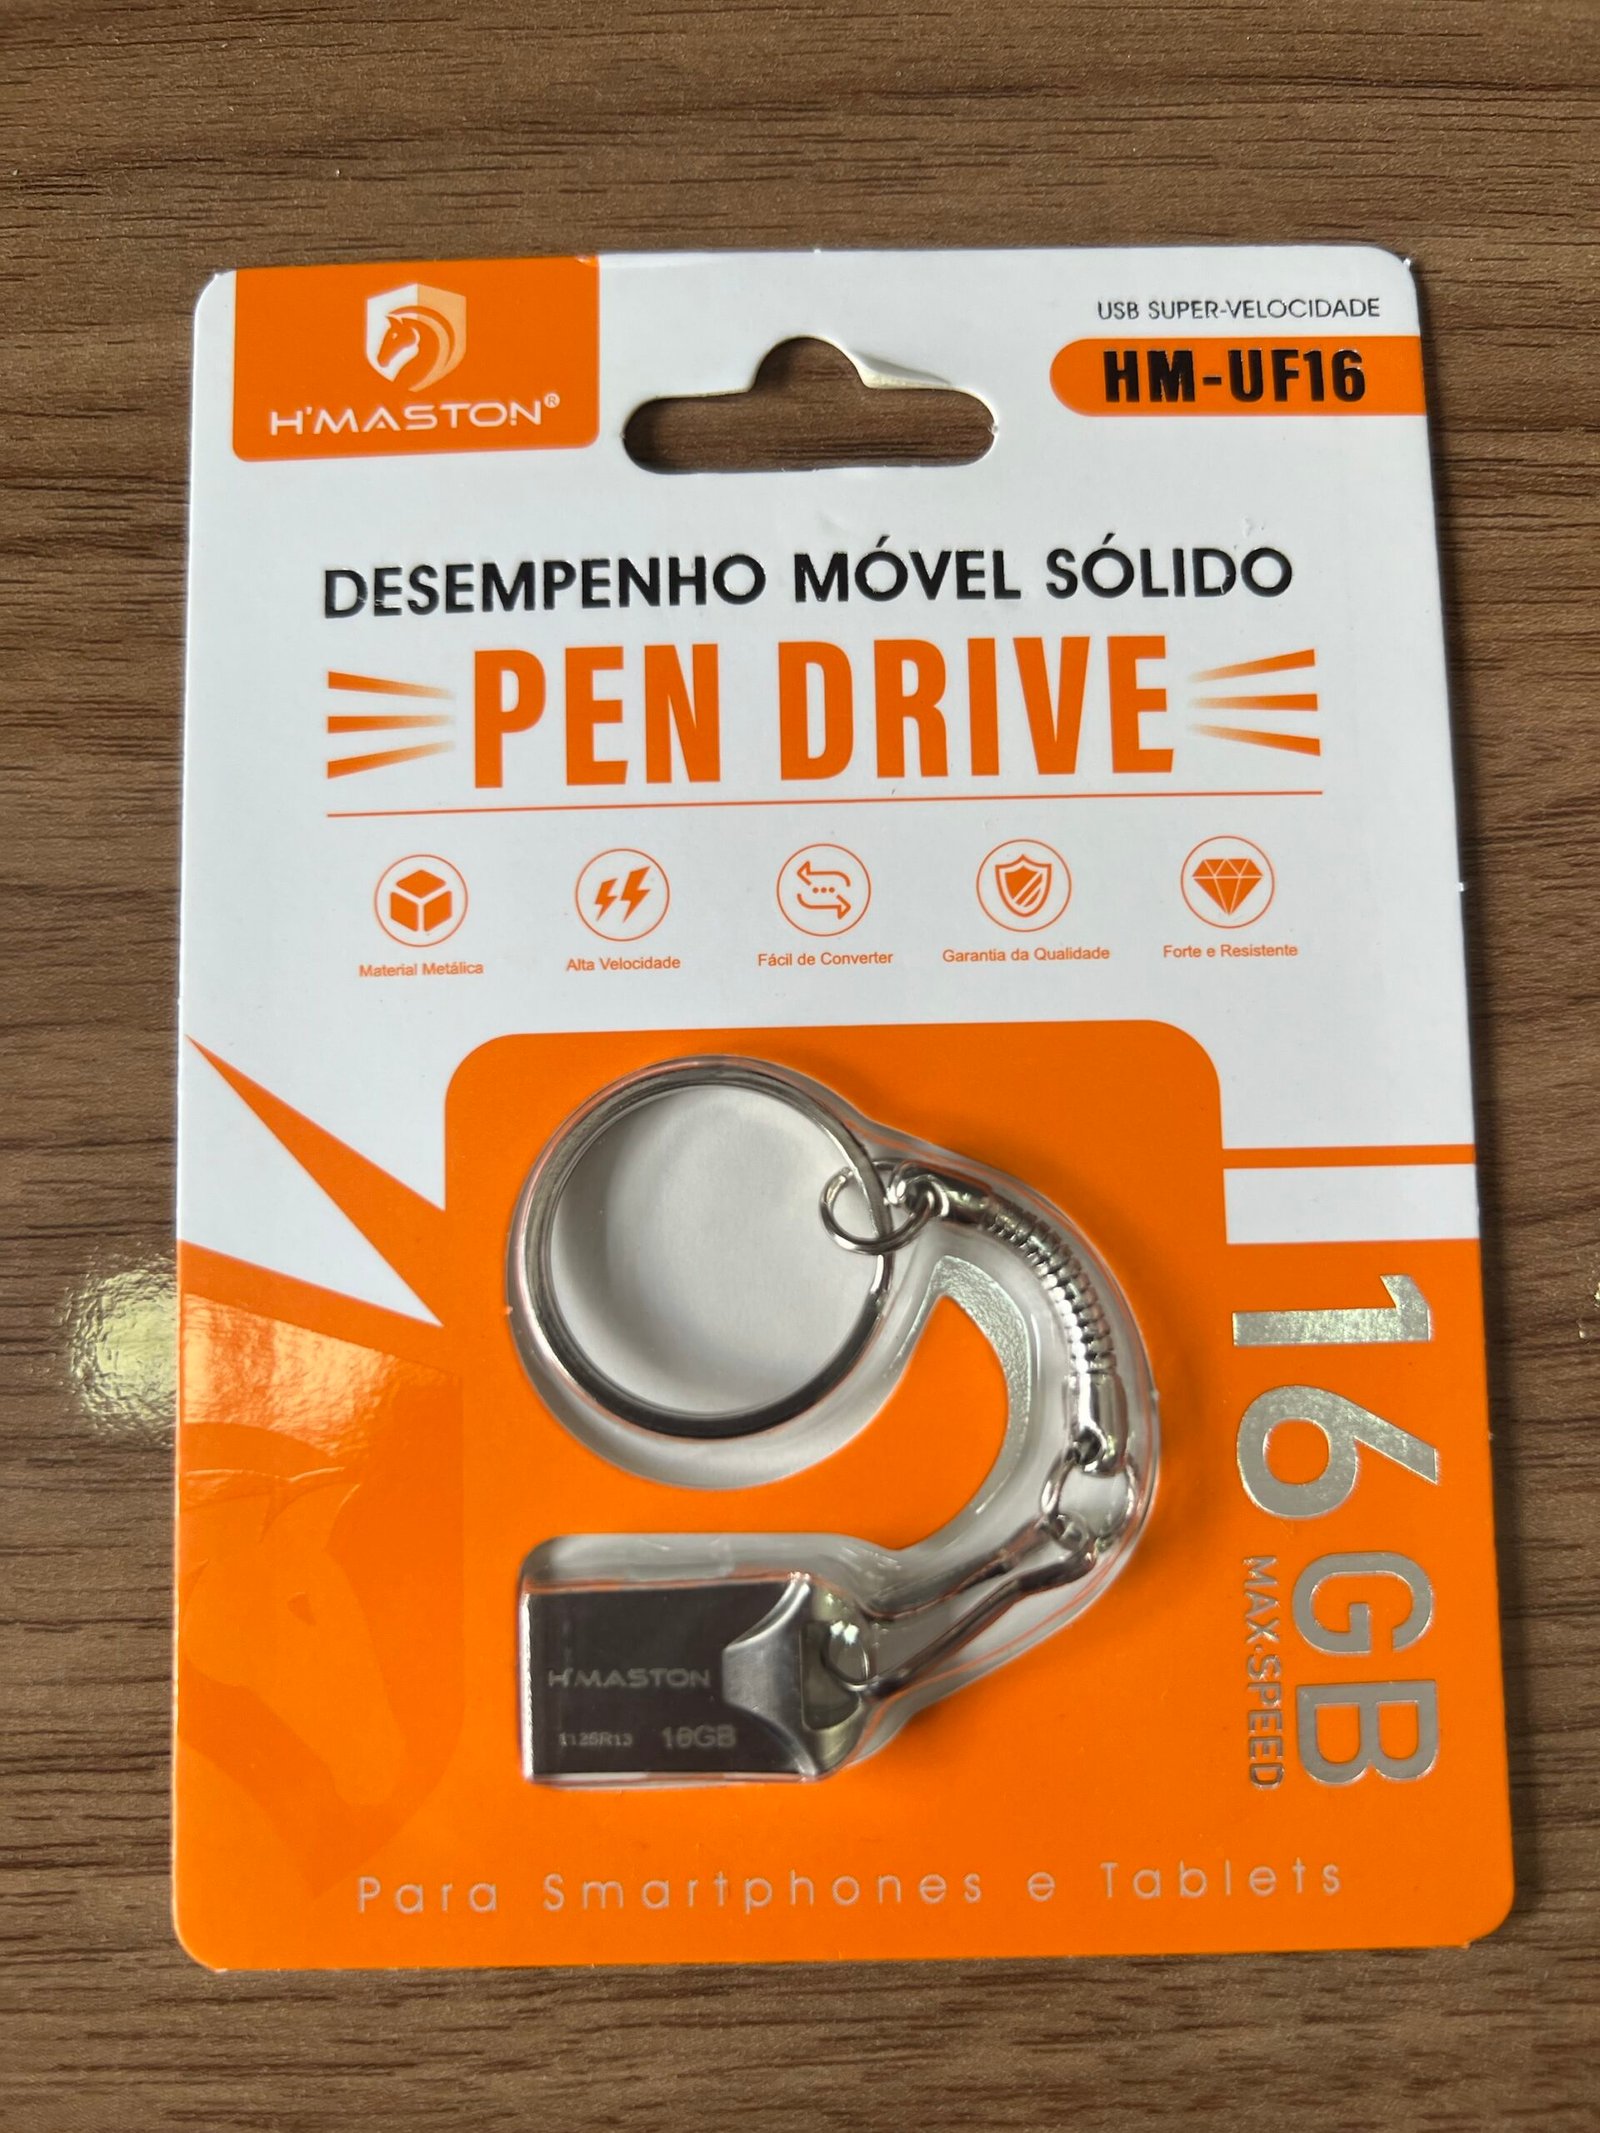 H'MASTON®
USB SUPER-VELOCIDADE
HM-UF16
DESEMPENHO MÓVEL SÓLIDO
PEN DRIVE
Material Metálica
Alta Velocidade
Fácil de Converter
Garantia da Qualidade
Forte e Resistente
16GB
MAX·SPEED
H'MASTON
1125R13 16GB
Para Smartphones e Tablets